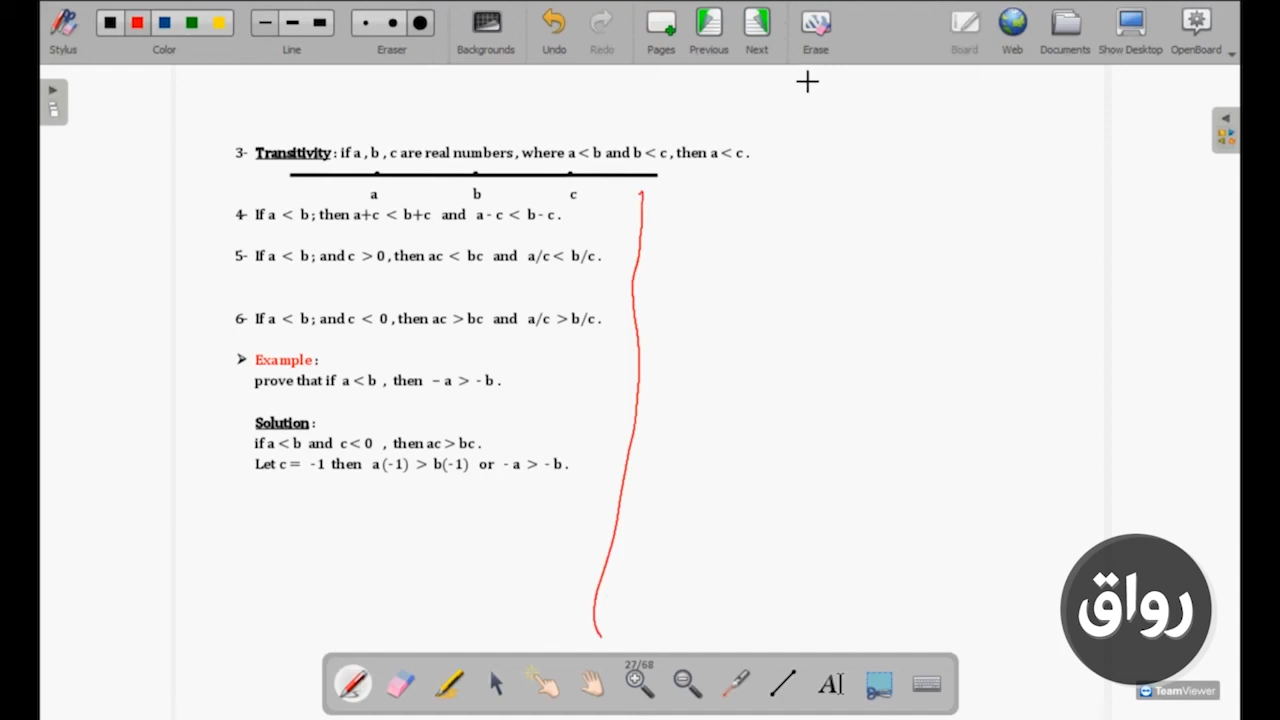 Stylus Color Line Eraser Backgrounds Undo Redo Pages Previous Next Erase Board Web Documents Show Desktop OpenBoard
3- Transitivity : if a , b , c are real numbers , where a < b and b < c , then a < c .
a b c
4- If a < b ; then a+c < b+c and a - c < b - c .
5- If a < b ; and c > 0 , then ac < bc and a/c < b/c .
6- If a < b ; and c < 0 , then ac > bc and a/c > b/c .
➢ Example :
prove that if a < b , then – a > - b .
Solution :
if a < b and c < 0 , then ac > bc .
Let c = -1 then a (-1) > b(-1) or - a > - b .
رواق
27/68
AI
TeamViewer